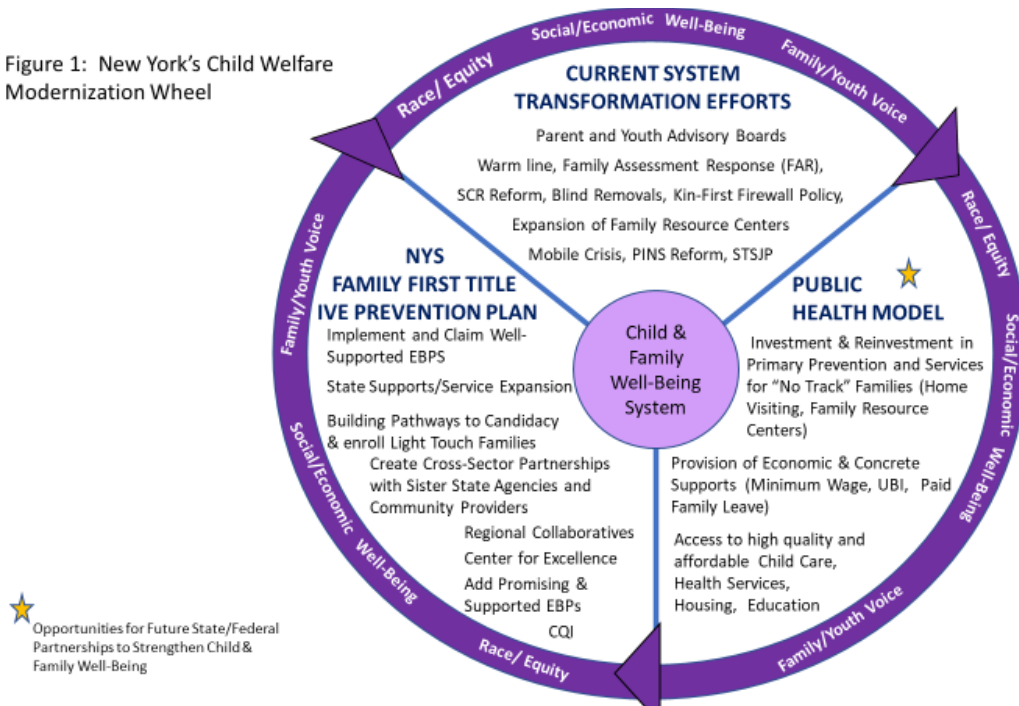 Figure 1: New York's Child Welfare
Modernization Wheel
Race/ Equity
Social/Economic Well-Being
Family/Youth Voice
CURRENT SYSTEM
TRANSFORMATION EFFORTS
Parent and Youth Advisory Boards
Warm line, Family Assessment Response (FAR),
SCR Reform, Blind Removals, Kin-First Firewall Policy,
Expansion of Family Resource Centers
Mobile Crisis, PINS Reform, STSJP
Family/Youth Voice
Social/Economic Well-Being
Race/ Equity
NYS
FAMILY FIRST TITLE
IVE PREVENTION PLAN
Implement and Claim Well-
Supported EBPS
State Supports/Service Expansion
Building Pathways to Candidacy
& enroll Light Touch Families
Create Cross-Sector Partnerships
with Sister State Agencies and
Community Providers
Regional Collaboratives
Center for Excellence
Add Promising &
Supported EBPs
CQI
Child &
Family
Well-Being
System
PUBLIC
HEALTH MODEL
Investment & Reinvestment in
Primary Prevention and Services
for "No Track" Families (Home
Visiting, Family Resource
Centers)
Provision of Economic & Concrete
Supports (Minimum Wage, UBI, Paid
Family Leave)
Access to high quality and
affordable Child Care,
Health Services,
Housing, Education
Race/ Equity
Social/Economic Well-Being
Family/Youth Voice
Opportunities for Future State/Federal
Partnerships to Strengthen Child &
Family Well-Being